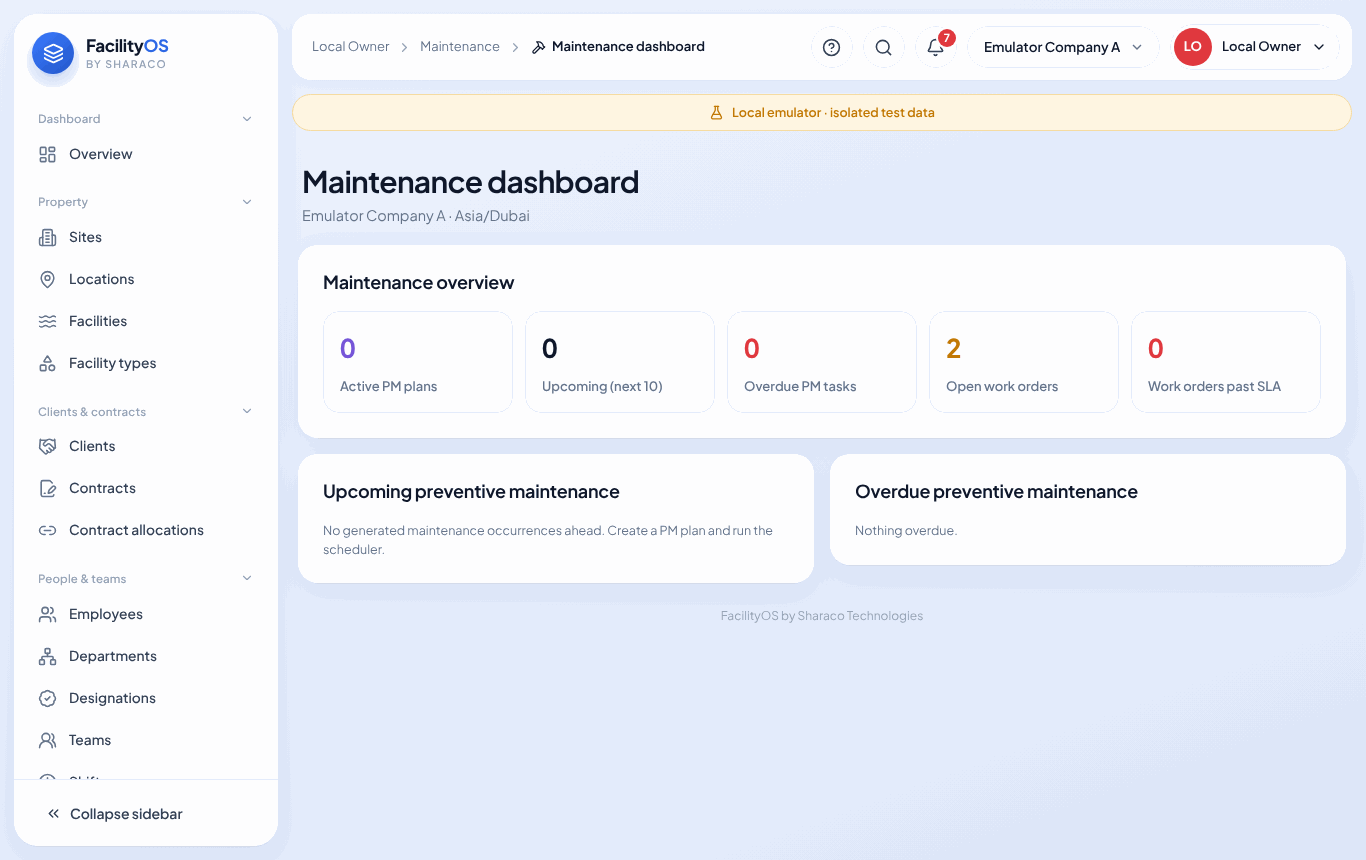 FacilityOS
BY SHARACO
Dashboard
Overview
Property
Sites
Locations
Facilities
Facility types
Clients & contracts
Clients
Contracts
Contract allocations
People & teams
Employees
Departments
Designations
Teams
Collapse sidebar
Local Owner > Maintenance > Maintenance dashboard
7
Emulator Company A
LO
Local Owner
Local emulator · isolated test data
Maintenance dashboard
Emulator Company A · Asia/Dubai
Maintenance overview
0
Active PM plans
0
Upcoming (next 10)
0
Overdue PM tasks
2
Open work orders
0
Work orders past SLA
Upcoming preventive maintenance
No generated maintenance occurrences ahead. Create a PM plan and run the
scheduler.
Overdue preventive maintenance
Nothing overdue.
FacilityOS by Sharaco Technologies